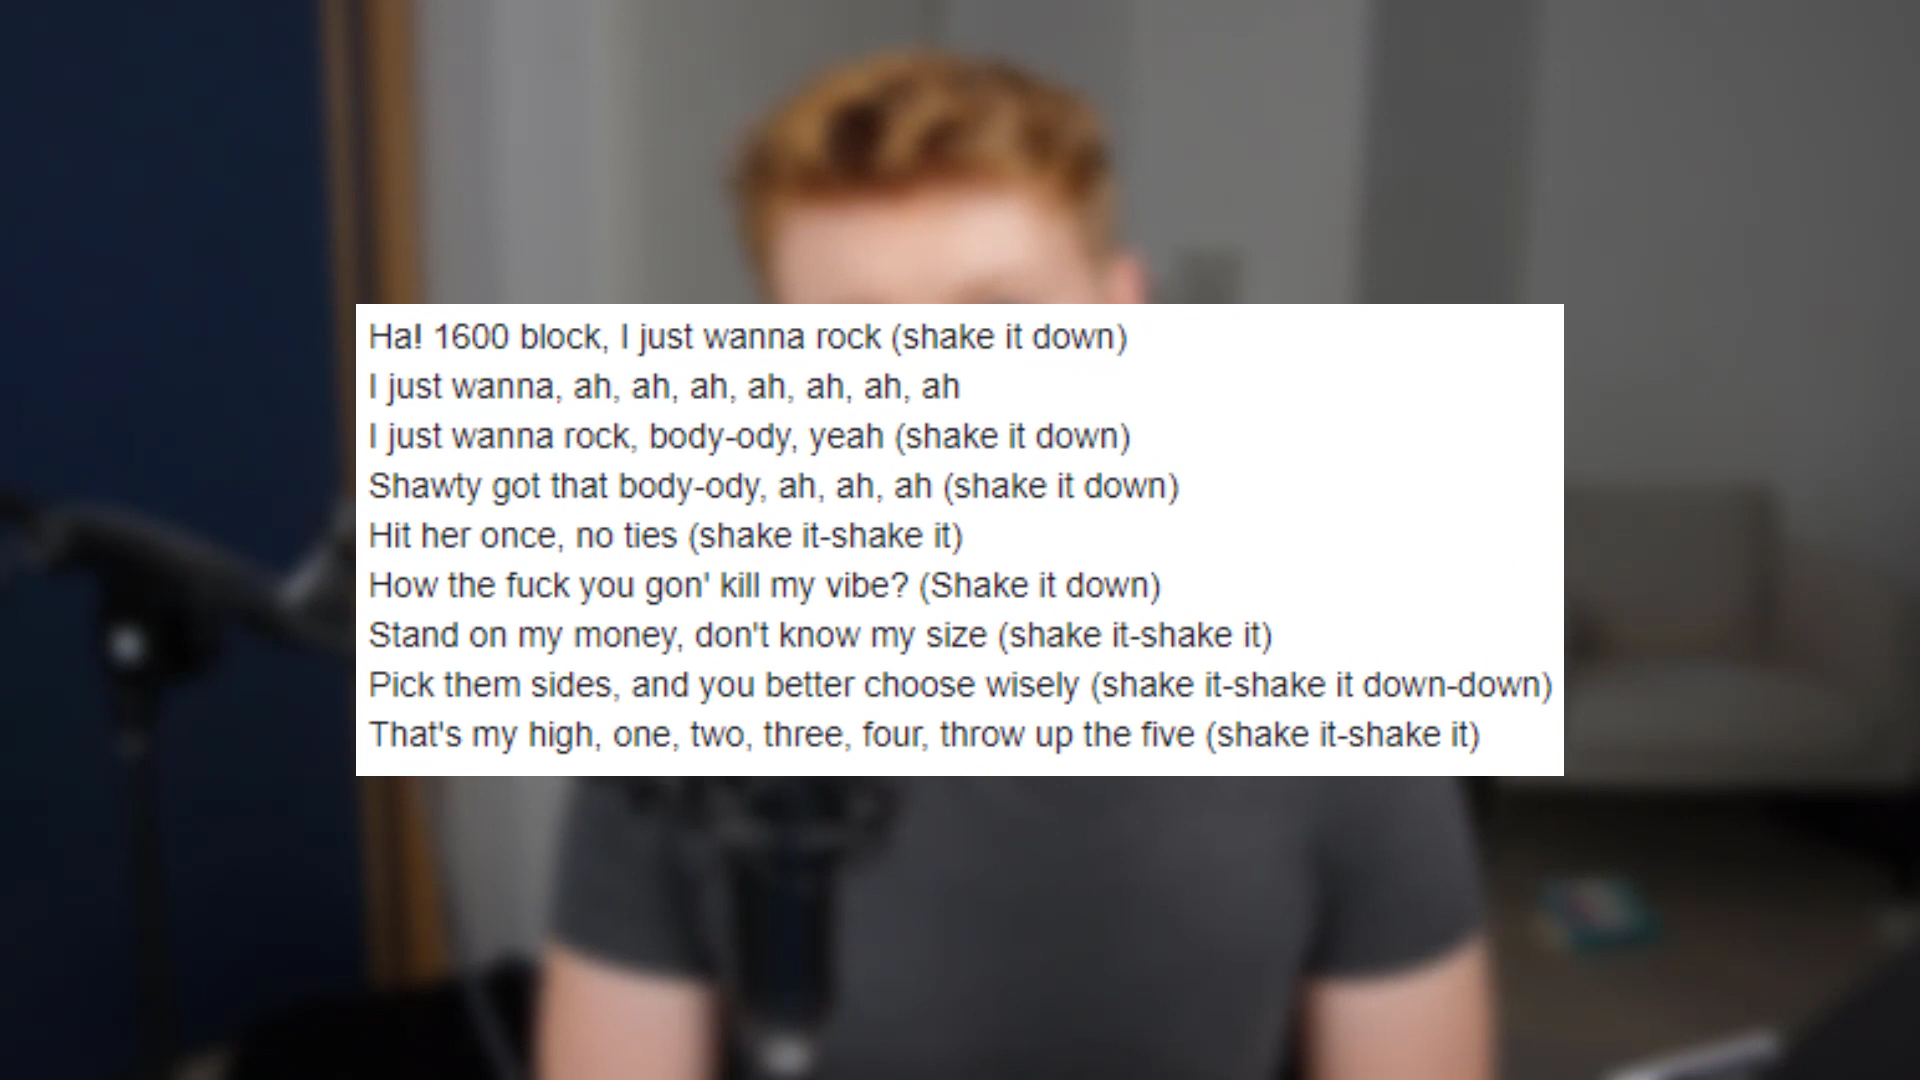 Ha! 1600 block, I just wanna rock (shake it down)
I just wanna, ah, ah, ah, ah, ah, ah, ah
I just wanna rock, body-ody, yeah (shake it down)
Shawty got that body-ody, ah, ah, ah (shake it down)
Hit her once, no ties (shake it-shake it)
How the fuck you gon' kill my vibe? (Shake it down)
Stand on my money, don't know my size (shake it-shake it)
Pick them sides, and you better choose wisely (shake it-shake it down-down)
That's my high, one, two, three, four, throw up the five (shake it-shake it)